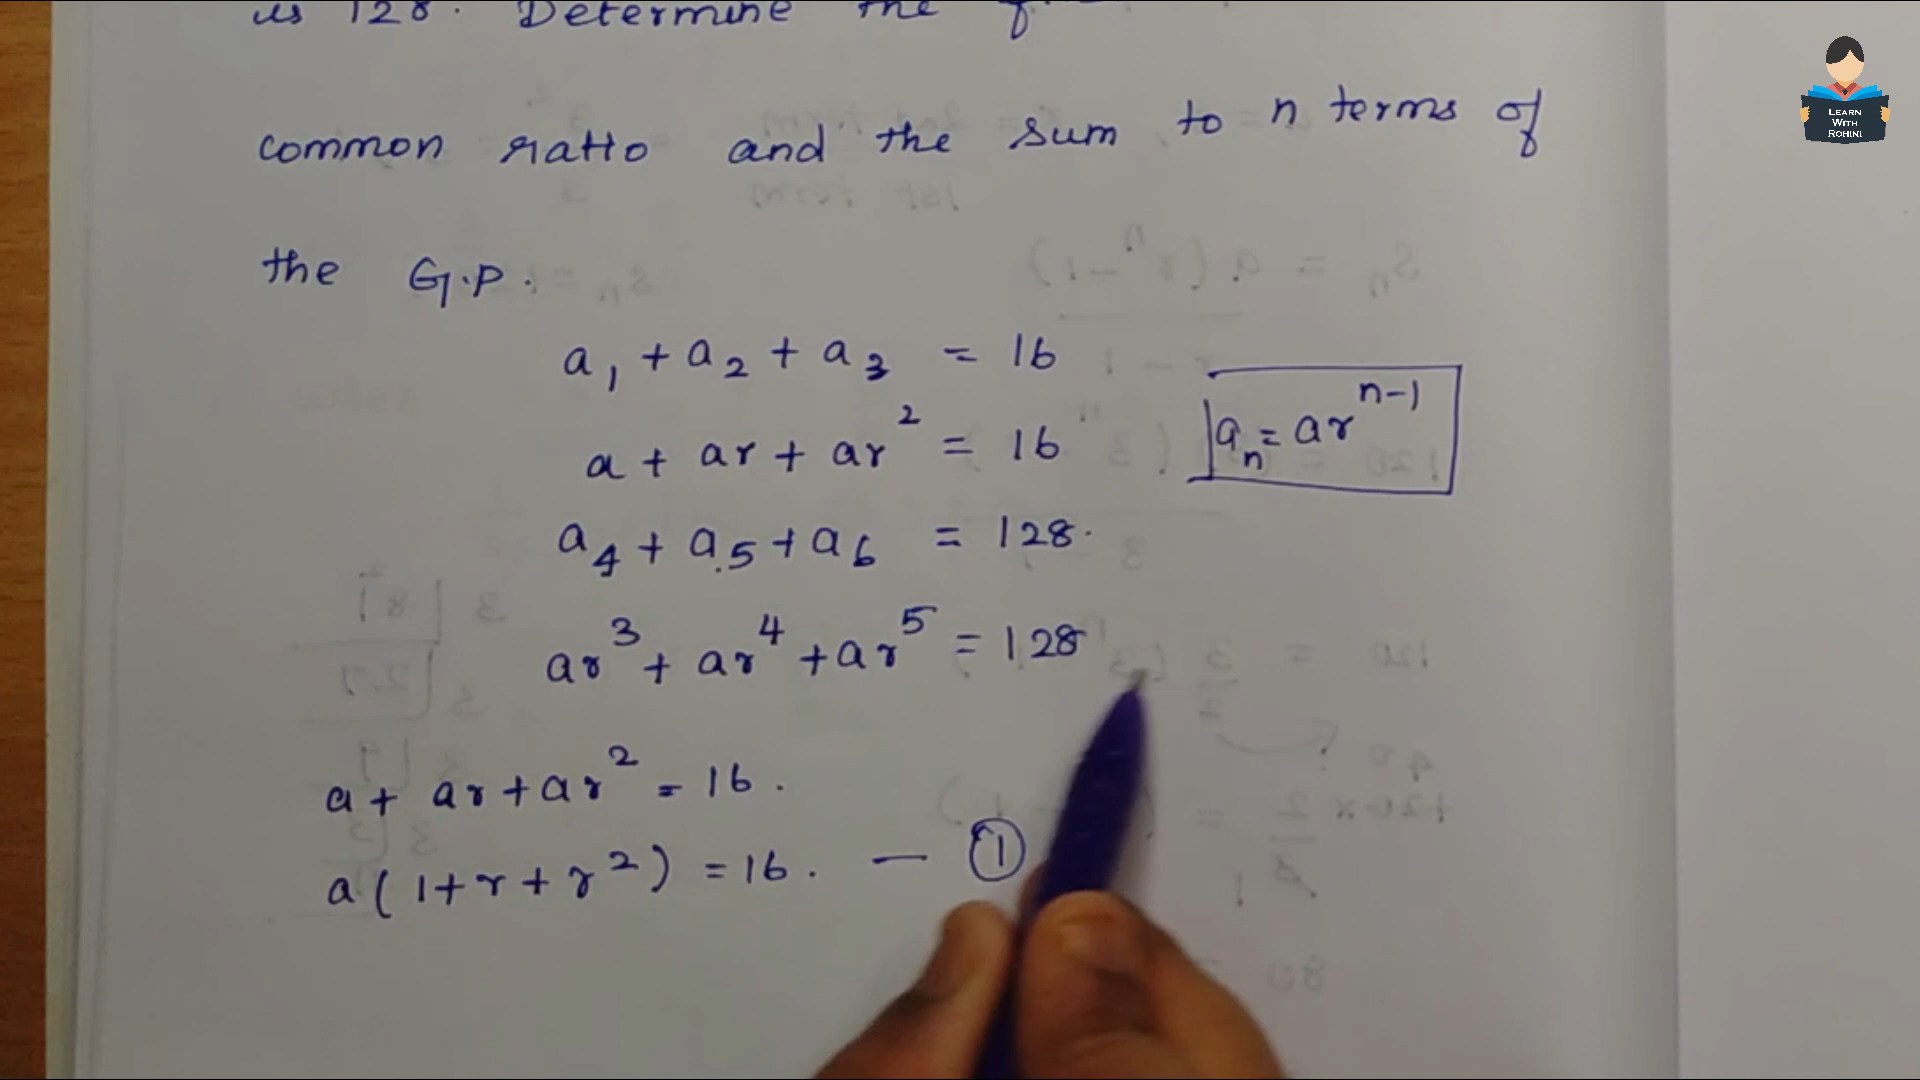 is 128. Determine the
common ratio and the sum to n terms of
the G.P.
a₁ + a₂ + a₃ = 16
a + ar + ar² = 16
aₙ = arⁿ⁻¹
a₄ + a₅ + a₆ = 128.
ar³ + ar⁴ + ar⁵ = 128
a + ar + ar² = 16.
a(1+r+r²) = 16. — ①
LEARN
WITH
ROHINI